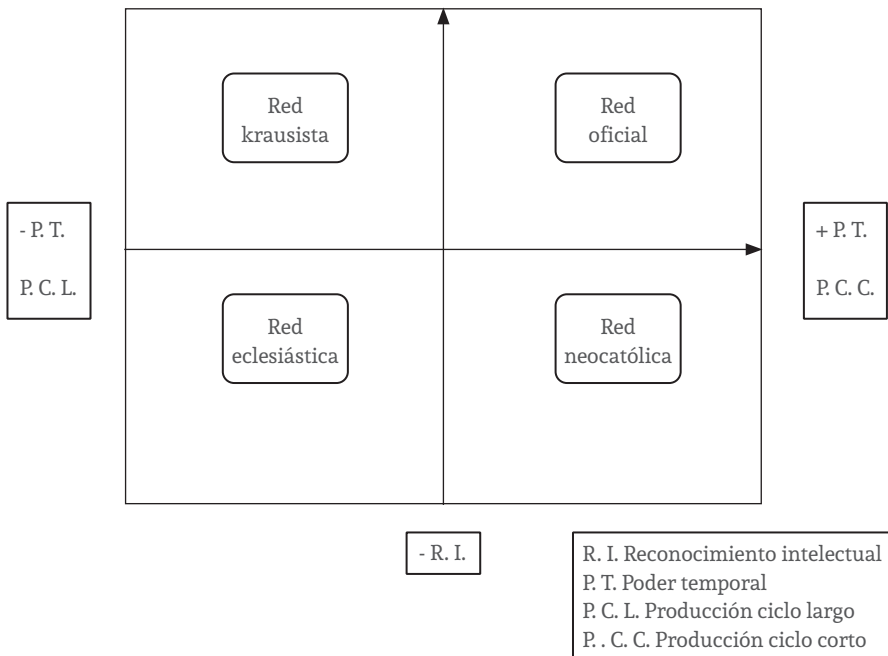 Red
krausista
Red
oficial
- P. T.
P. C. L.
+ P. T.
P. C. C.
Red
eclesiástica
Red
neocatólica
- R. I.
R. I. Reconocimiento intelectual
P. T. Poder temporal
P. C. L. Producción ciclo largo
P. . C. C. Producción ciclo corto